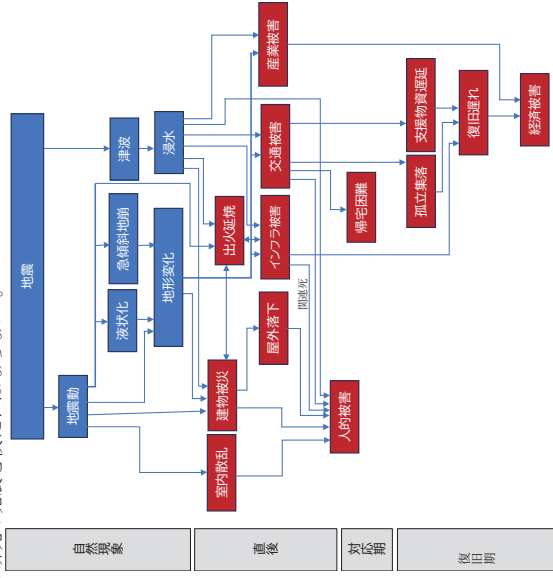 地震
地震動
津波
液状化
急傾斜地崩
浸水
地形変化
室内散乱
建物被災
出火延焼
屋外落下
インフラ被害
交通被害
産業被害
関連死
人的被害
帰宅困難
孤立集落
支援物資遅延
復旧遅れ
経済被害
自然現象
直後
対応期
復旧期